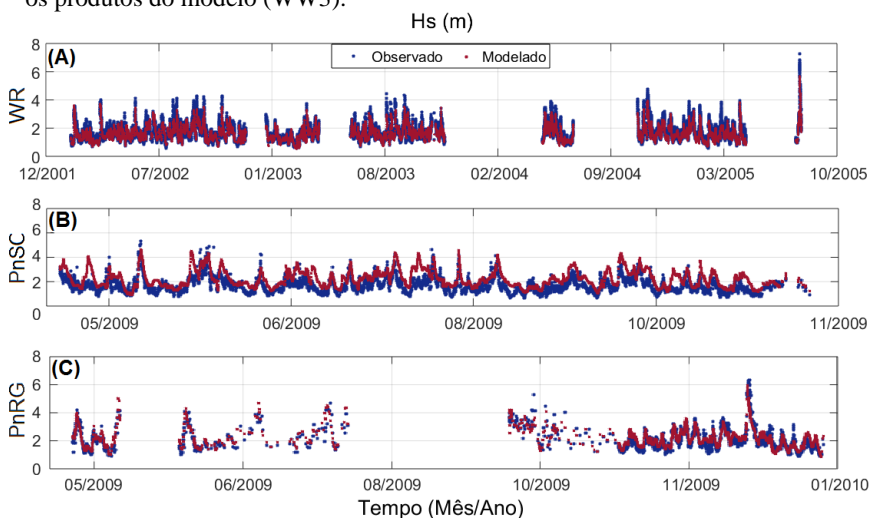 os produtos do modelo (WW3).
Hs (m)
(A)
Observado Modelado
WR
8
6
4
2
0
12/2001 07/2002 01/2003 08/2003 02/2004 09/2004 03/2005 10/2005
(B)
PnSC
8
6
4
2
0
05/2009 06/2009 08/2009 10/2009 11/2009
(C)
PnRG
8
6
4
2
0
05/2009 06/2009 08/2009 10/2009 11/2009 01/2010
Tempo (Mês/Ano)